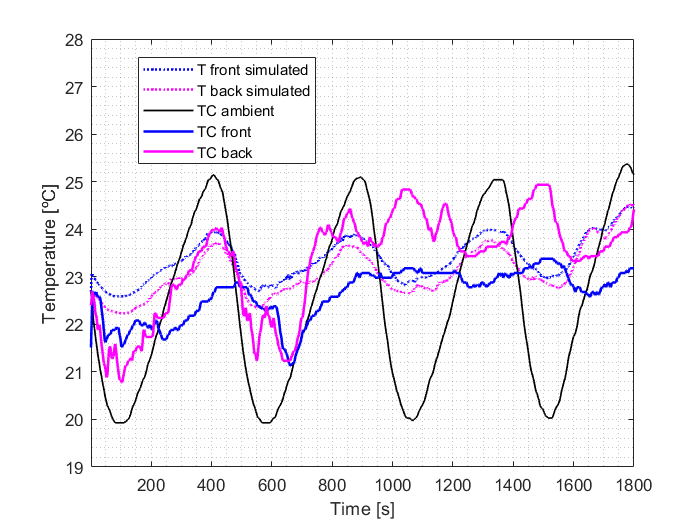 28
27
26
25
24
23
22
21
20
19
Temperature [ºC]
T front simulated
T back simulated
TC ambient
TC front
TC back
200 400 600 800 1000 1200 1400 1600 1800
Time [s]